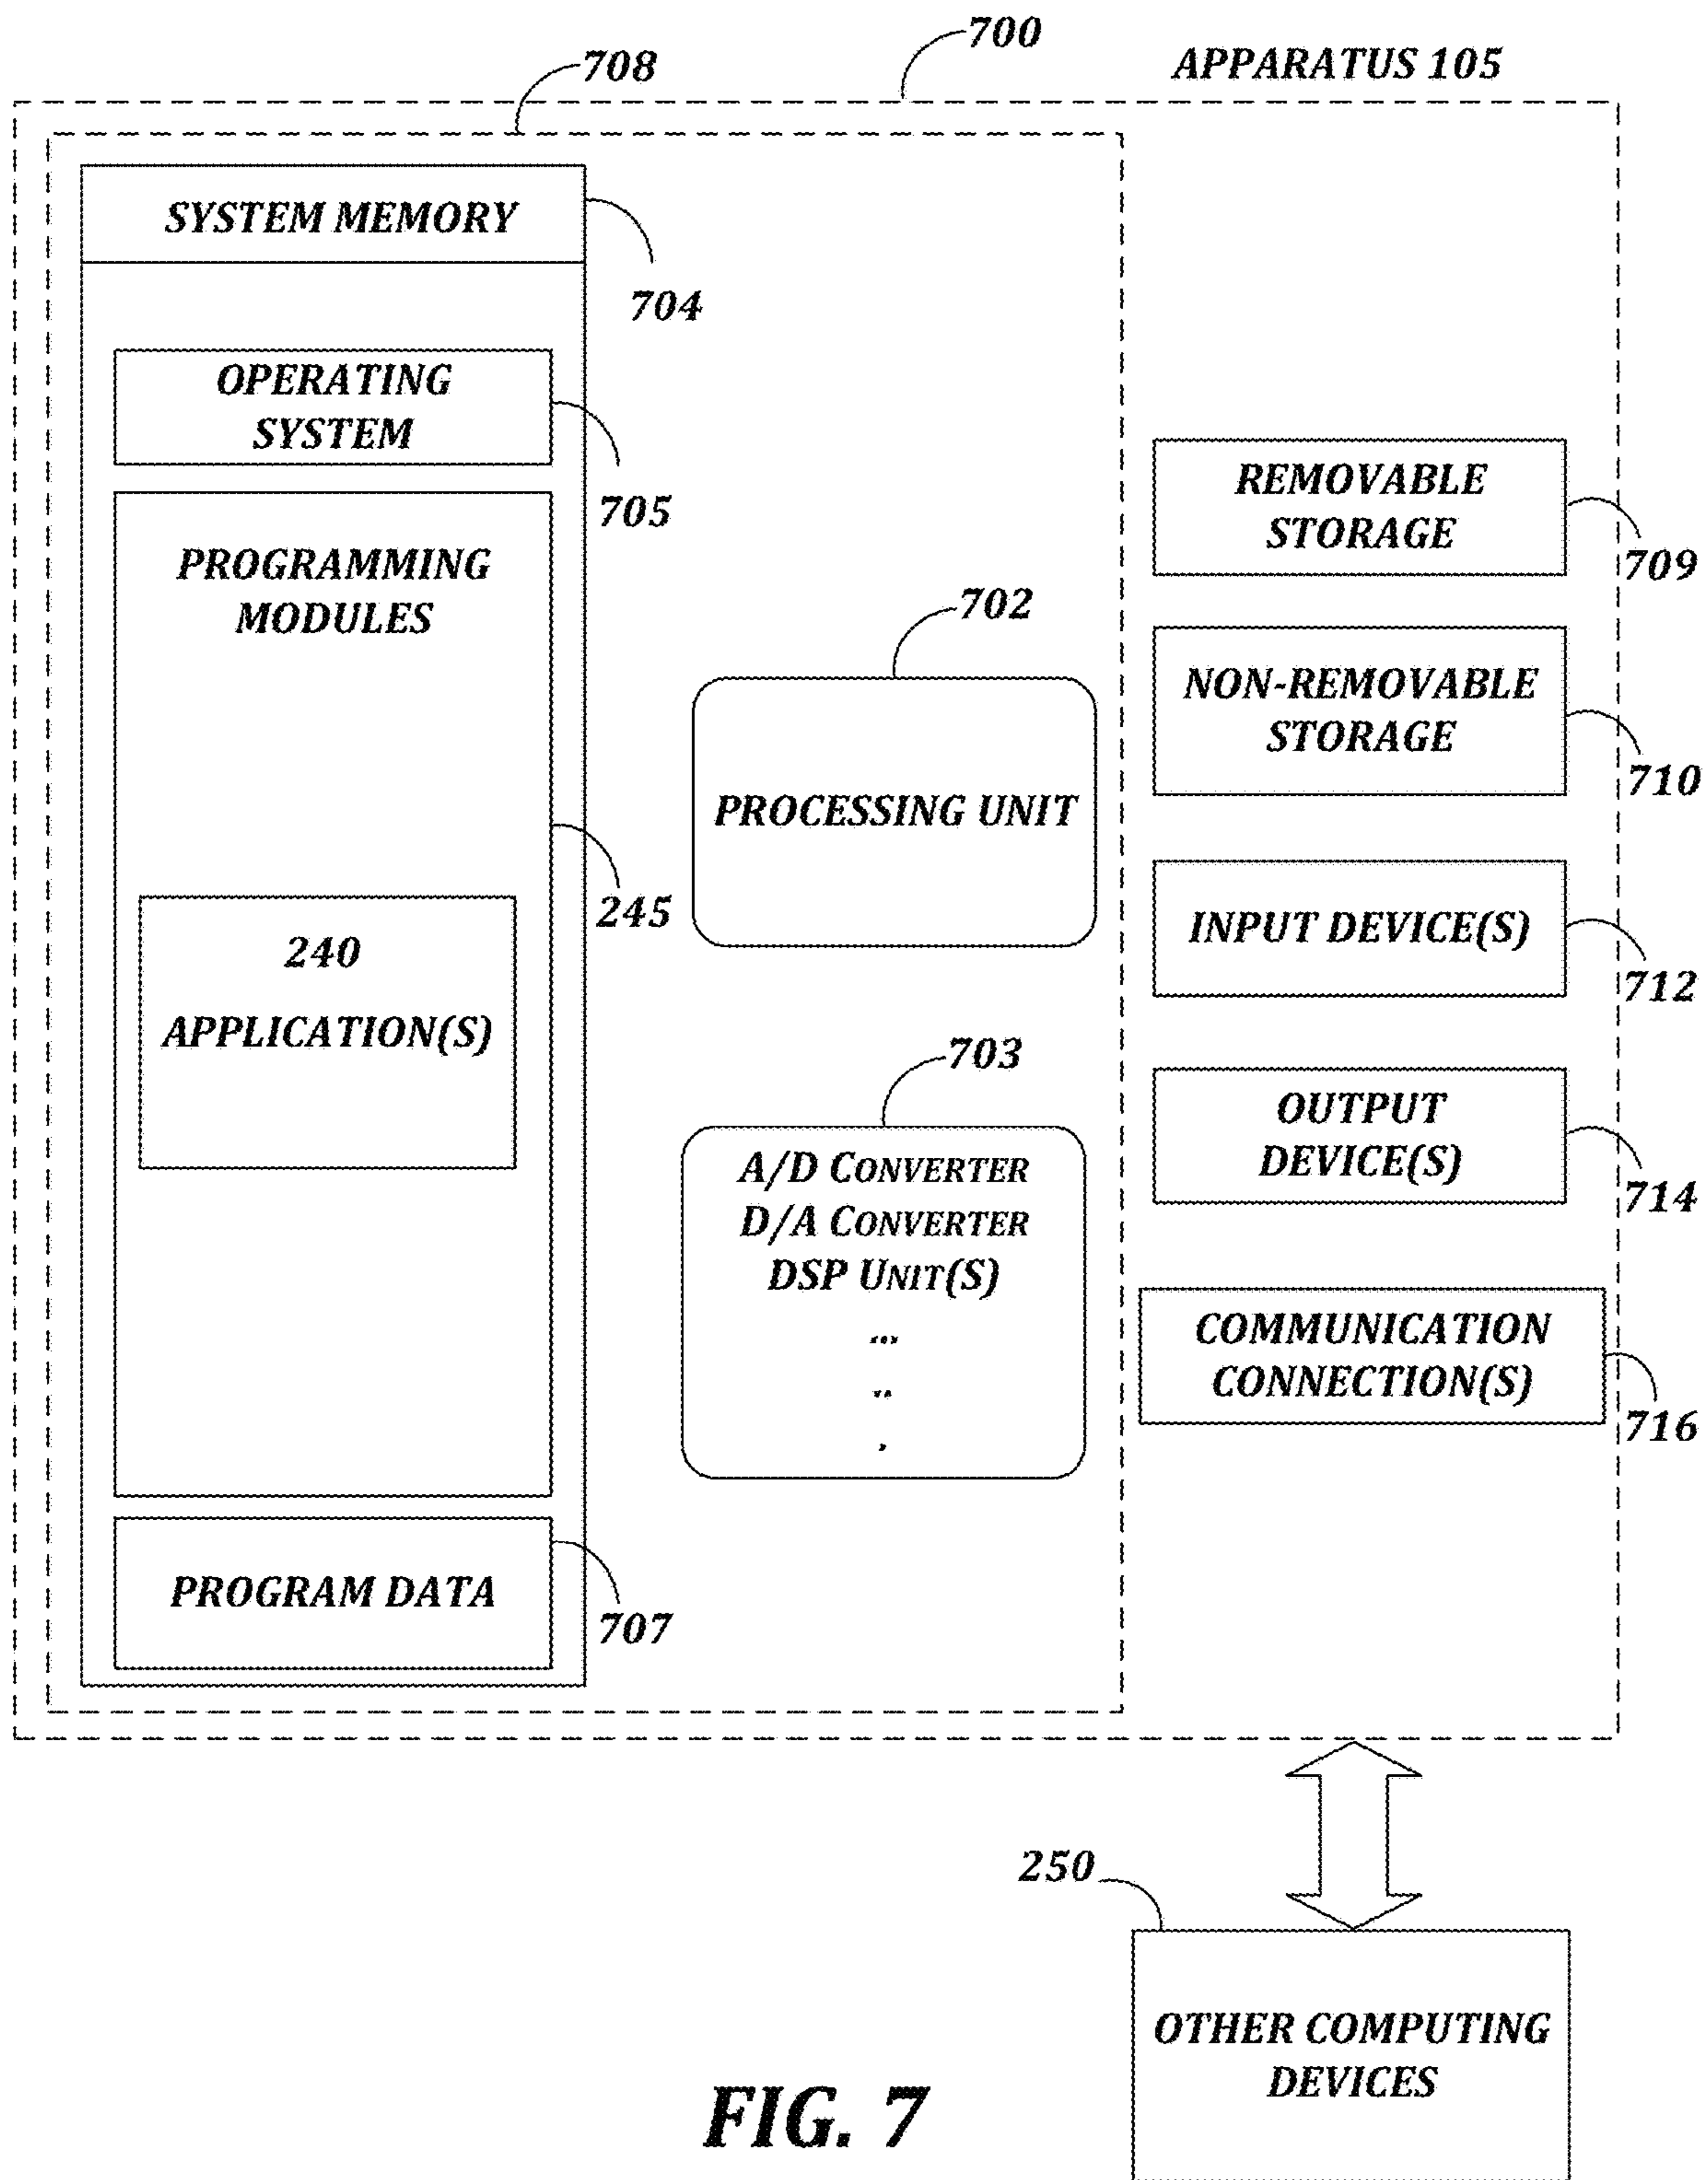 700
708
APPARATUS 105
SYSTEM MEMORY
704
OPERATING
SYSTEM
705
PROGRAMMING
MODULES
245
240
APPLICATION(S)
PROGRAM DATA
707
702
PROCESSING UNIT
703
A/D CONVERTER
D/A CONVERTER
DSP UNIT(S)
...
..
.
REMOVABLE
STORAGE
709
NON-REMOVABLE
STORAGE
710
INPUT DEVICE(S)
712
OUTPUT
DEVICE(S)
714
COMMUNICATION
CONNECTION(S)
716
250
OTHER COMPUTING
DEVICES
FIG. 7